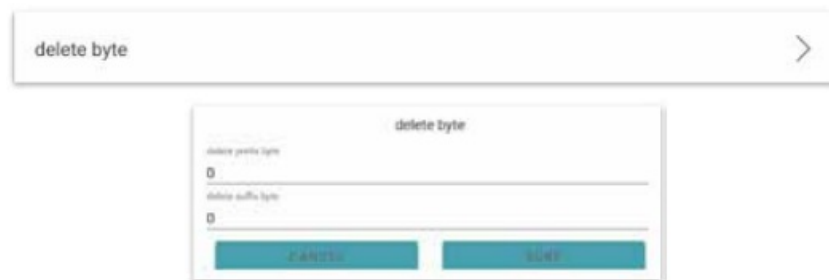 delete byte
delete byte
delete prefix byte
0
delete suffix byte
0
CANCEL SURE